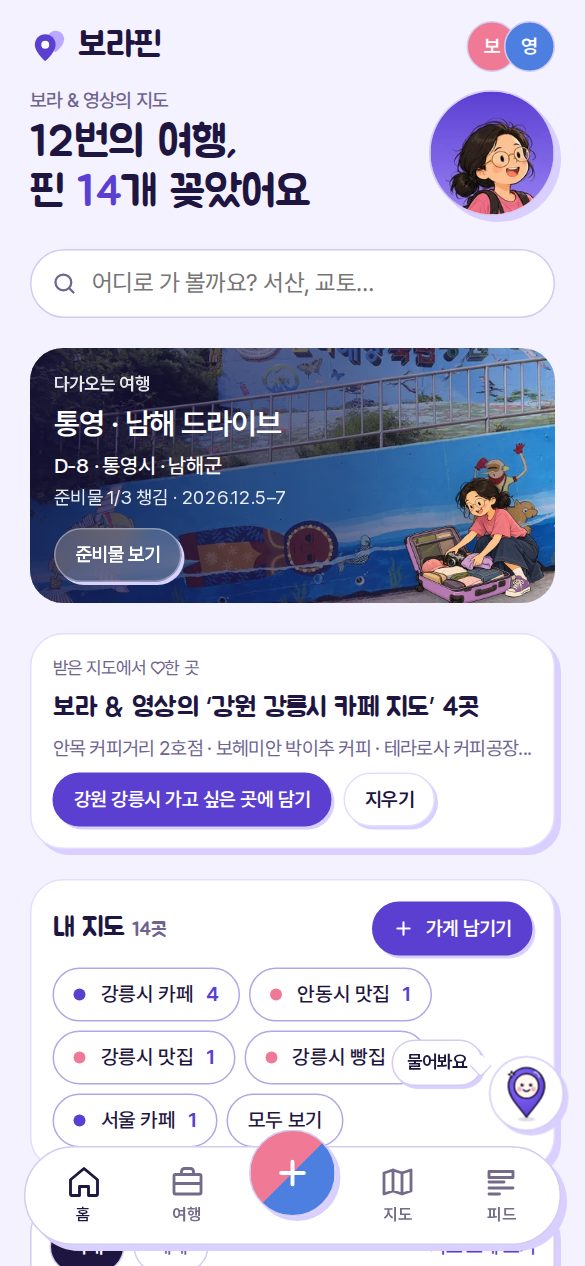 보라핀
보 영
보라 & 영상의 지도
12번의 여행,
핀 14개 꽂았어요
어디로 가 볼까요? 서산, 교토...
다가오는 여행
통영 · 남해 드라이브
D-8 · 통영시 · 남해군
준비물 1/3 챙김 · 2026.12.5–7
준비물 보기
받은 지도에서 ♡한 곳
보라 & 영상의 ‘강원 강릉시 카페 지도’ 4곳
안목 커피거리 2호점 · 보헤미안 박이추 커피 · 테라로사 커피공장...
강원 강릉시 가고 싶은 곳에 담기 지우기
내 지도 14곳 + 가게 남기기
강릉시 카페 4 안동시 맛집 1
강릉시 맛집 1 강릉시 빵집
물어봐요
서울 카페 1 모두 보기
홈 여행 + 지도 피드